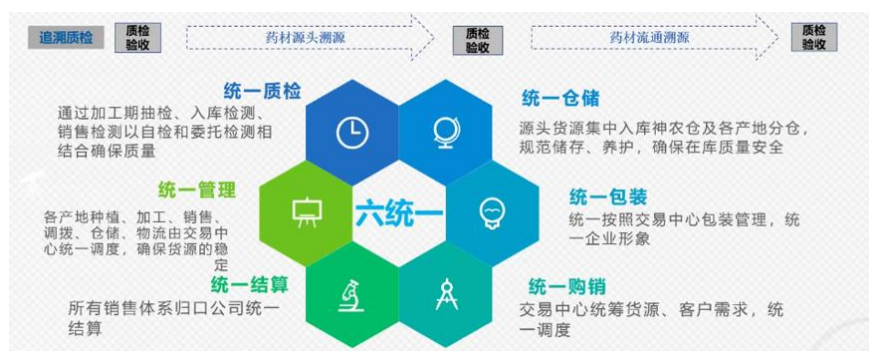 追溯质检
质检
验收
药材源头溯源
质检
验收
药材流通溯源
质检
验收
统一质检
通过加工期抽检、入库检测、
销售检测以自检和委托检测相
结合确保质量
统一仓储
源头货源集中入库神农仓及各产地分仓，
规范储存、养护，确保在库质量安全
统一管理
各产地种植、加工、销售、
调拨、仓储、物流由交易中
心统一调度，确保货源的稳
定
六统一
统一包装
统一按照交易中心包装管理，统
一企业形象
统一结算
所有销售体系归口公司统一
结算
统一购销
交易中心统筹货源、客户需求，统
一调度